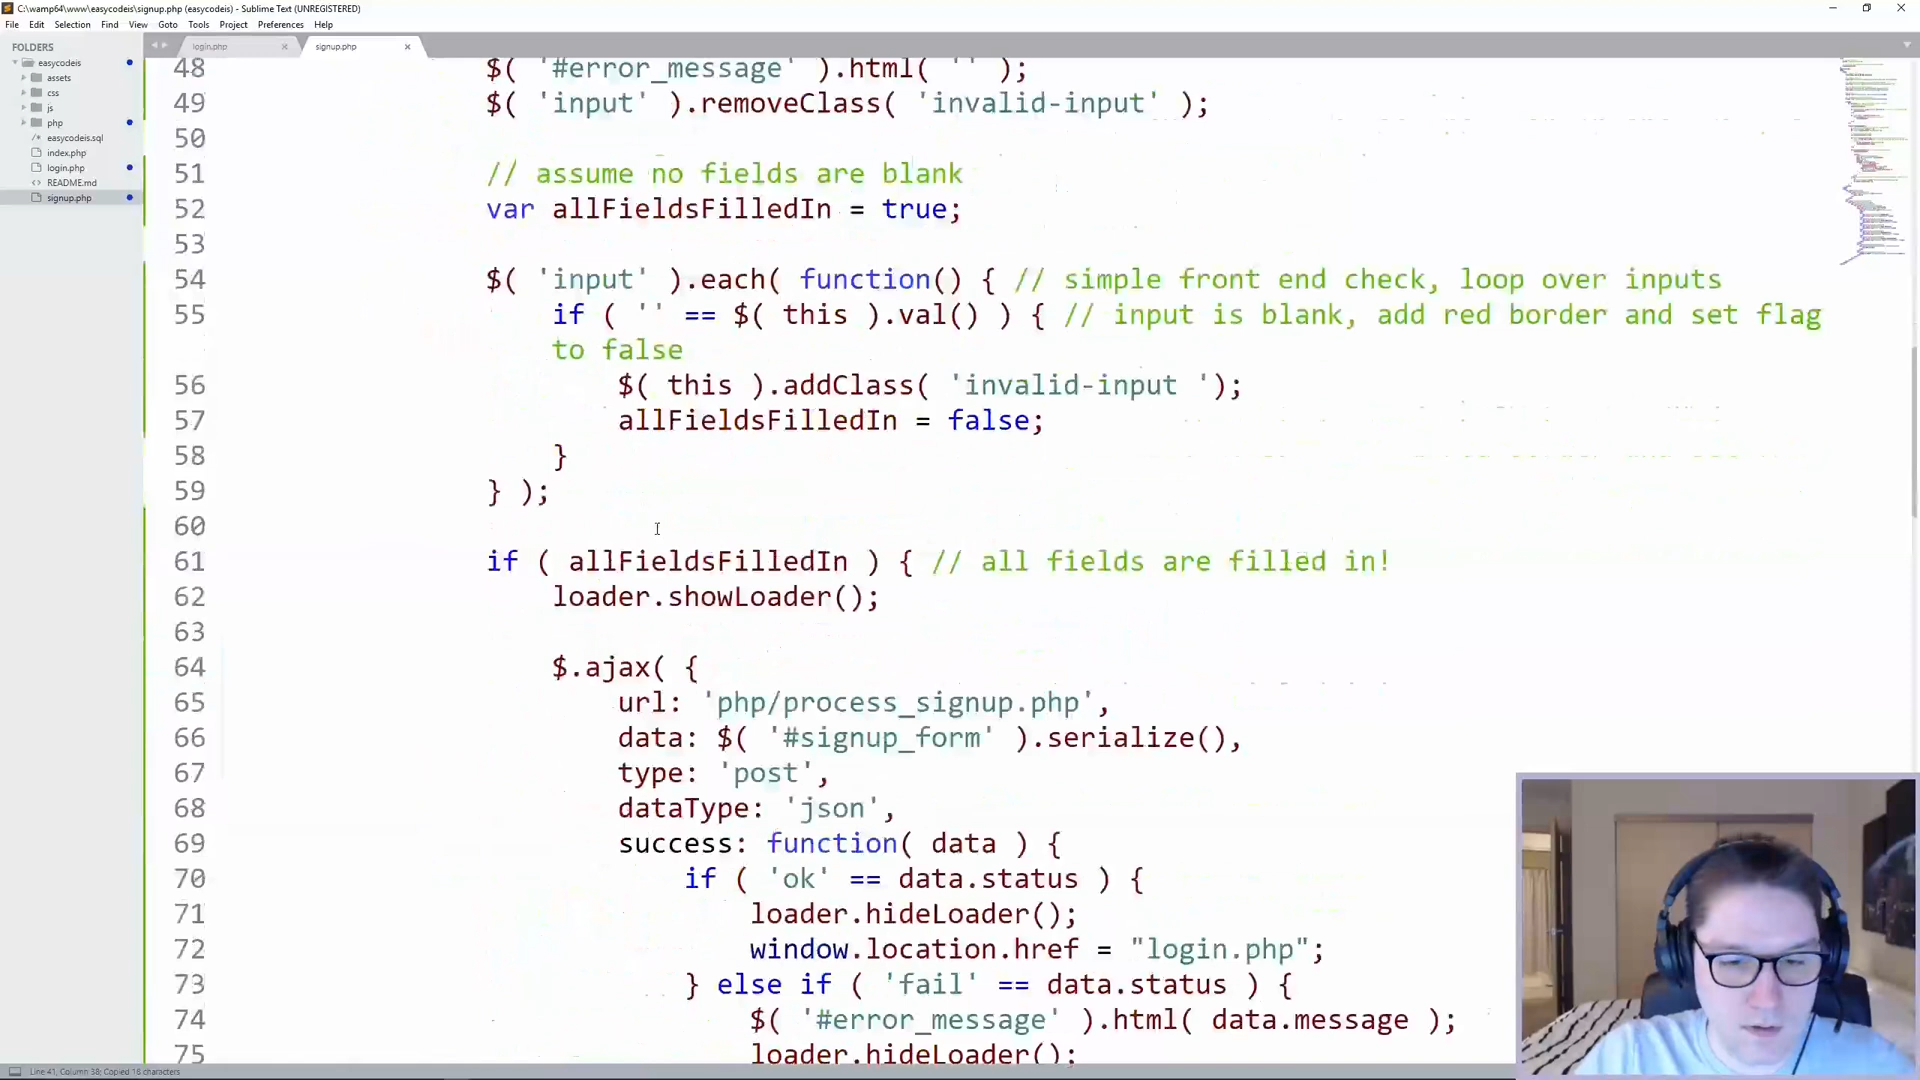 C:\wamp64\www\easycodeis\signup.php (easycodeis) - Sublime Text (UNREGISTERED)
File Edit Selection Find View Goto Tools Project Preferences Help
FOLDERS
easycodeis
assets
css
js
php
easycodeis.sql
index.php
login.php
README.md
signup.php
login.php
signup.php
48 $( '#error_message' ).html( '' );
49 $( 'input' ).removeClass( 'invalid-input' );
50
51 // assume no fields are blank
52 var allFieldsFilledIn = true;
53
54 $( 'input' ).each( function() { // simple front end check, loop over inputs
55 if ( '' == $( this ).val() ) { // input is blank, add red border and set flag
to false
56 $( this ).addClass( 'invalid-input ');
57 allFieldsFilledIn = false;
58 }
59 } );
60
61 if ( allFieldsFilledIn ) { // all fields are filled in!
62 loader.showLoader();
63
64 $.ajax( {
65 url: 'php/process_signup.php',
66 data: $( '#signup_form' ).serialize(),
67 type: 'post',
68 dataType: 'json',
69 success: function( data ) {
70 if ( 'ok' == data.status ) {
71 loader.hideLoader();
72 window.location.href = "login.php";
73 } else if ( 'fail' == data.status ) {
74 $( '#error_message' ).html( data.message );
75 loader.hideLoader();
Line 41, Column 38; Copied 16 characters